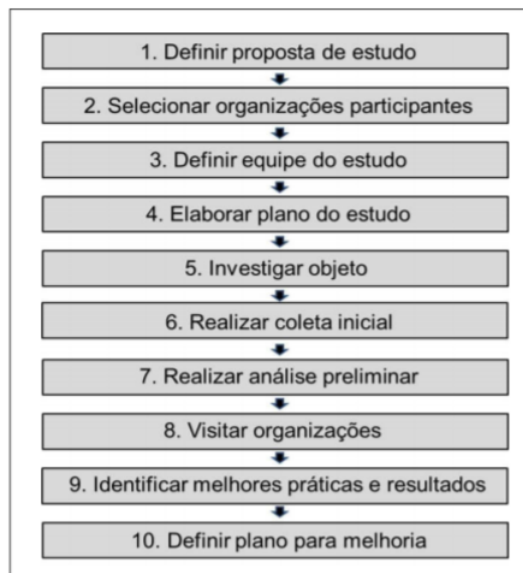 1. Definir proposta de estudo
2. Selecionar organizações participantes
3. Definir equipe do estudo
4. Elaborar plano do estudo
5. Investigar objeto
6. Realizar coleta inicial
7. Realizar análise preliminar
8. Visitar organizações
9. Identificar melhores práticas e resultados
10. Definir plano para melhoria